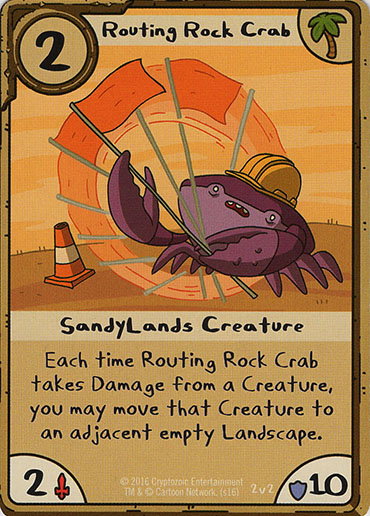 2
Routing Rock Crab
SandyLands Creature
Each time Routing Rock Crab
takes Damage from a Creature,
you may move that Creature to
an adjacent empty Landscape.
2
© 2016 Cryptozoic Entertainment
TM & © Cartoon Network. (s16)
2v2
10